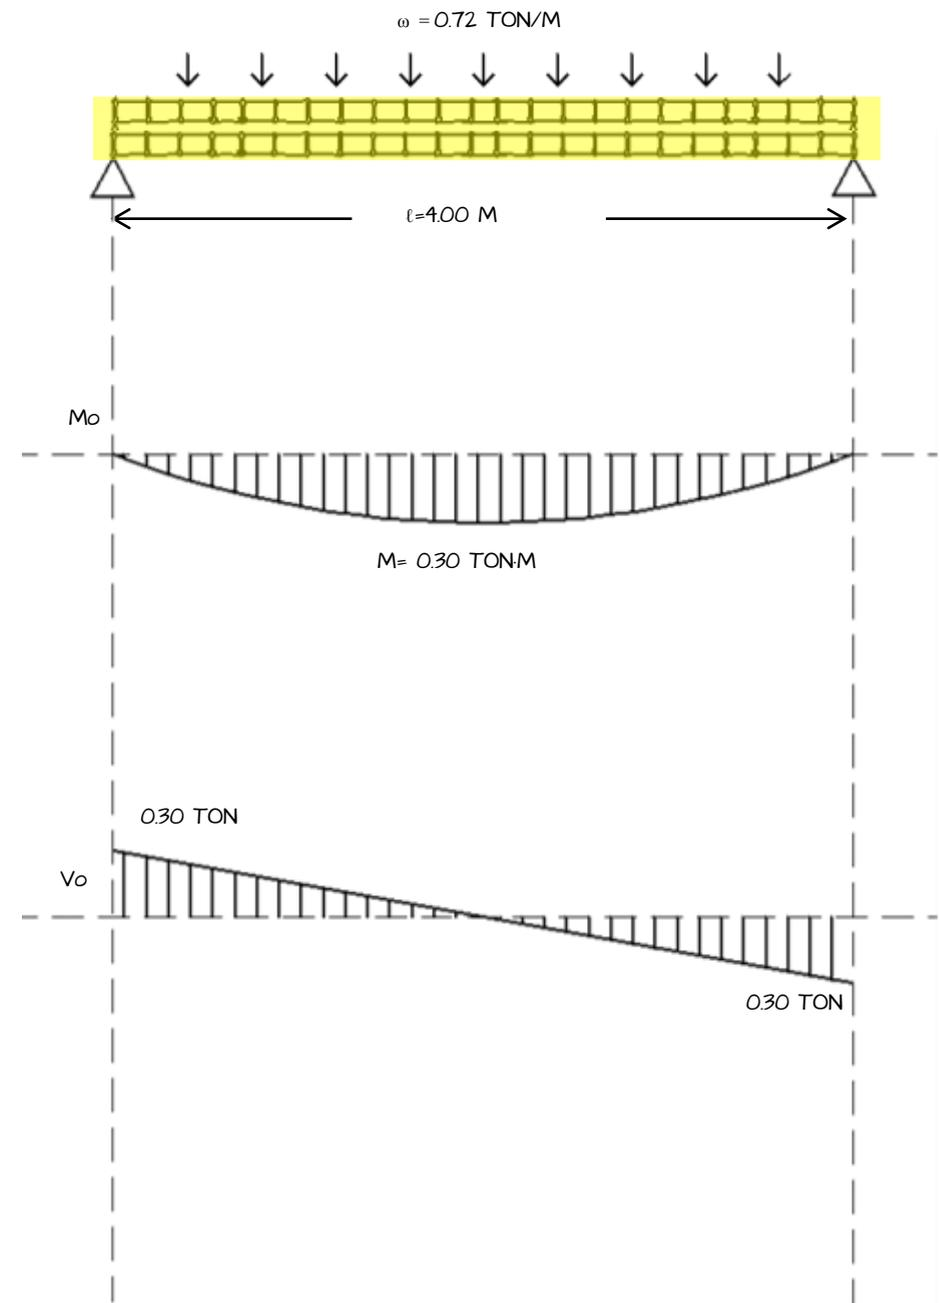 ω = 0.72 TON/M
ℓ=4.00 M
Mo
M= 0.30 TON·M
0.30 TON
Vo
0.30 TON